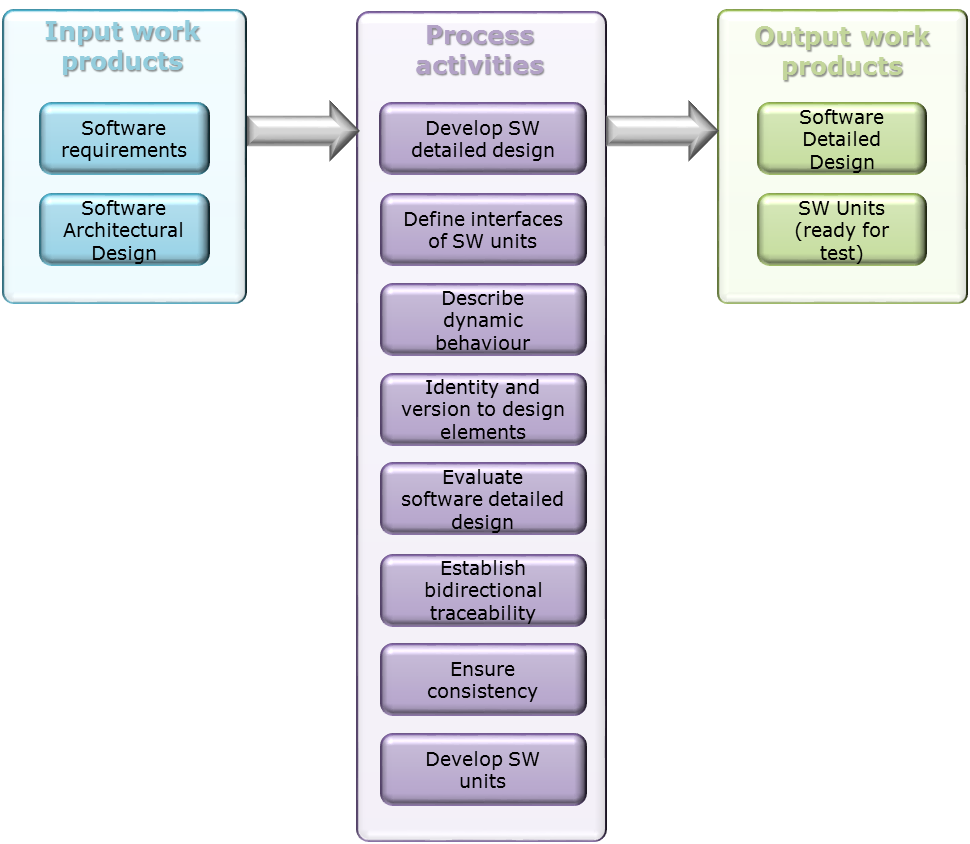 Input work
products
Software
requirements
Software
Architectural
Design
Process
activities
Develop SW
detailed design
Define interfaces
of SW units
Describe
dynamic
behaviour
Identity and
version to design
elements
Evaluate
software detailed
design
Establish
bidirectional
traceability
Ensure
consistency
Develop SW
units
Output work
products
Software
Detailed
Design
SW Units
(ready for
test)